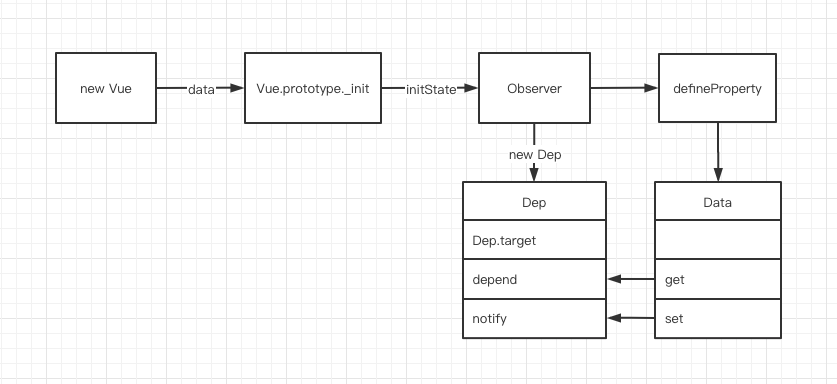 new Vue
data
Vue.prototype._init
initState
Observer
defineProperty
new Dep
Dep
Dep.target
depend
notify
Data
get
set